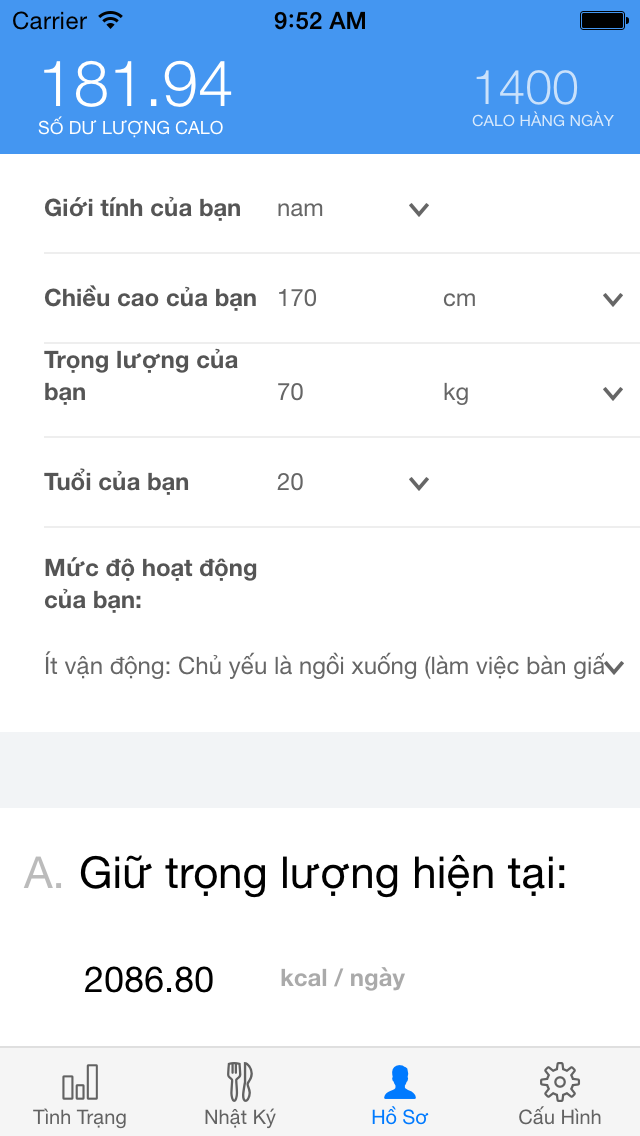 Carrier 9:52 AM
181.94 1400
SỐ DƯ LƯỢNG CALO CALO HÀNG NGÀY
Giới tính của bạn nam
Chiều cao của bạn 170 cm
Trọng lượng của
bạn 70 kg
Tuổi của bạn 20
Mức độ hoạt động
của bạn:
Ít vận động: Chủ yếu là ngồi xuống (làm việc bàn giấ
A. Giữ trọng lượng hiện tại:
2086.80 kcal / ngày
Tình Trạng Nhật Ký Hồ Sơ Cấu Hình